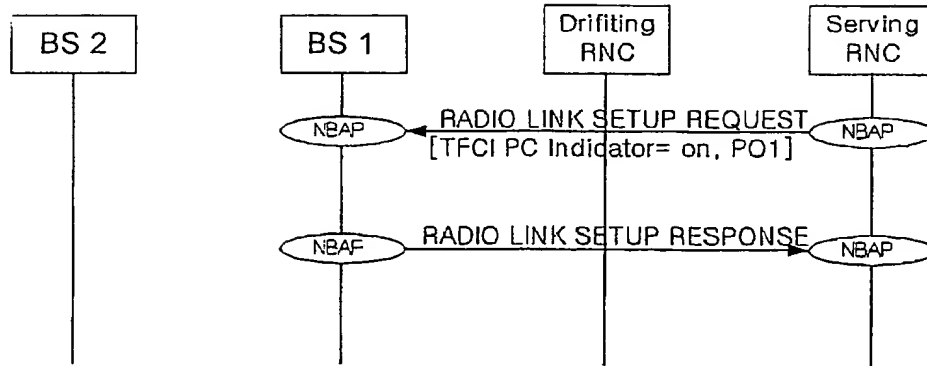 BS 2
BS 1
Drifiting
RNC
Serving
RNC
NBAP
RADIO LINK SETUP REQUEST
[TFCI PC Indicator= on, PO1]
NBAP
NBAF
RADIO LINK SETUP RESPONSE
NBAP